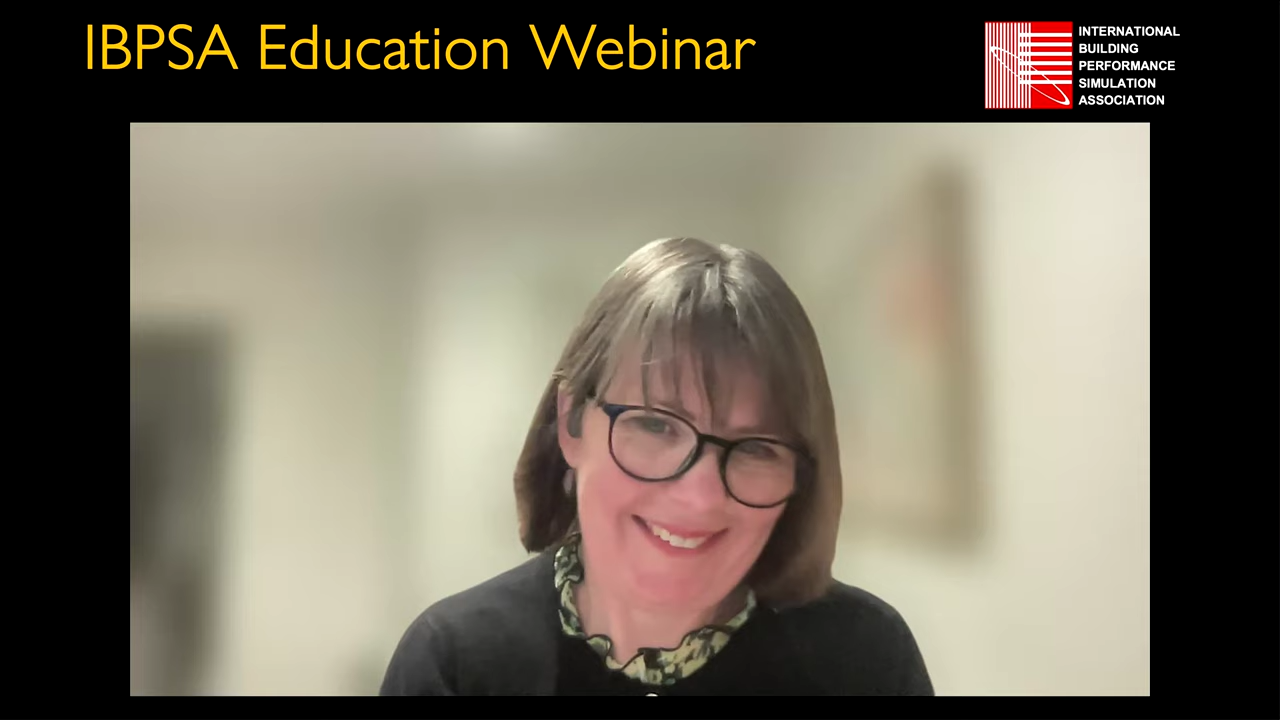 IBPSA Education Webinar
INTERNATIONAL
BUILDING
PERFORMANCE
SIMULATION
ASSOCIATION